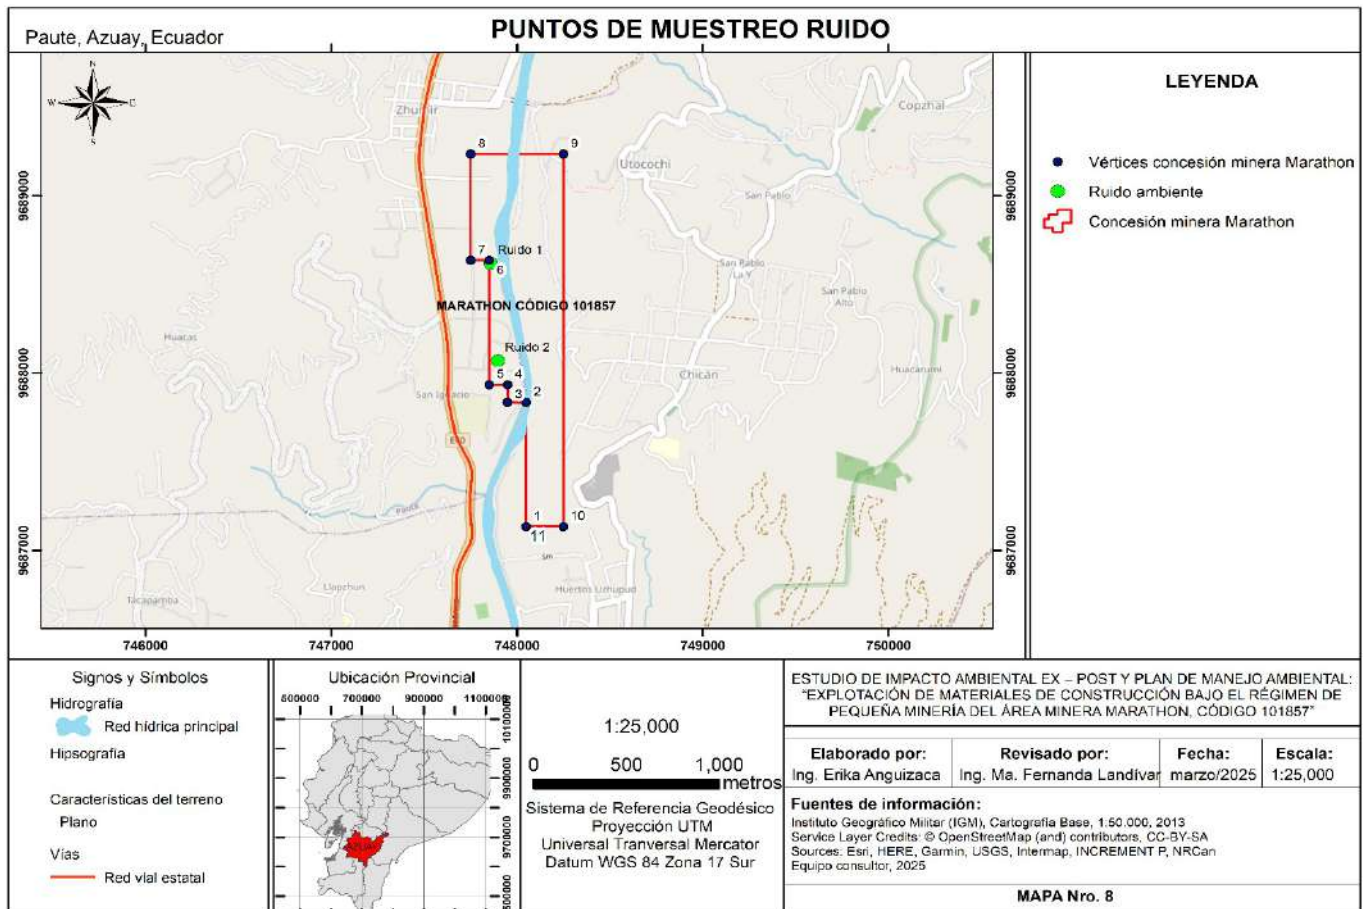 PUNTOS DE MUESTREO RUIDO
Paute, Azuay, Ecuador
N
W
E
S
Zhumir
Copzhal
Utocochi
San Pablo
San Pablo
La Y
San Pablo
Alto
Huacas
Huacarumi
Chicán
San Ignacio
E40
Paute
Llapzhun
Tacapamba
Huertos Uzhupud
Sm
8
9
7
Ruido 1
6
MARATHON CÓDIGO 101857
Ruido 2
5
4
3
2
1
10
11
9689000
9688000
9687000
9689000
9688000
9687000
746000
747000
748000
749000
750000
LEYENDA
Vértices concesión minera Marathon
Ruido ambiente
Concesión minera Marathon
Signos y Símbolos
Hidrografía
Red hídrica principal
Hipsografía
Características del terreno
Plano
Vías
Red vial estatal
Ubicación Provincial
500000 700000 900000 1100000
9900000
9700000
AZUAY
1:25,000
0 500 1,000
metros
Sistema de Referencia Geodésico
Proyección UTM
Universal Tranversal Mercator
Datum WGS 84 Zona 17 Sur
ESTUDIO DE IMPACTO AMBIENTAL EX – POST Y PLAN DE MANEJO AMBIENTAL:
"EXPLOTACIÓN DE MATERIALES DE CONSTRUCCIÓN BAJO EL RÉGIMEN DE
PEQUEÑA MINERÍA DEL ÁREA MINERA MARATHON, CÓDIGO 101857"
Elaborado por:
Ing. Erika Anguizaca
Revisado por:
Ing. Ma. Fernanda Landívar
Fecha:
marzo/2025
Escala:
1:25,000
Fuentes de información:
Instituto Geográfico Militar (IGM), Cartografía Base, 1:50.000, 2013
Service Layer Credits: © OpenStreetMap (and) contributors, CC-BY-SA
Sources: Esri, HERE, Garmin, USGS, Intermap, INCREMENT P, NRCan
Equipo consultor, 2025
MAPA Nro. 8